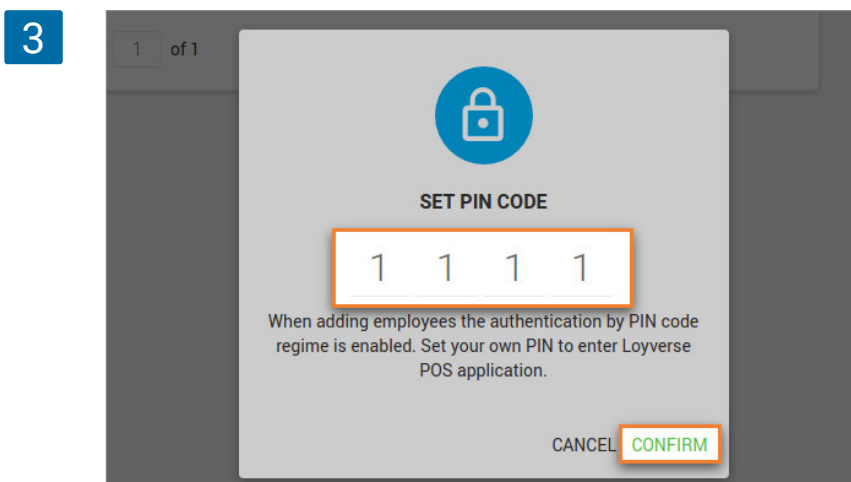 3
1 of 1
SET PIN CODE
1 1 1 1
When adding employees the authentication by PIN code
regime is enabled. Set your own PIN to enter Loyverse
POS application.
CANCEL CONFIRM